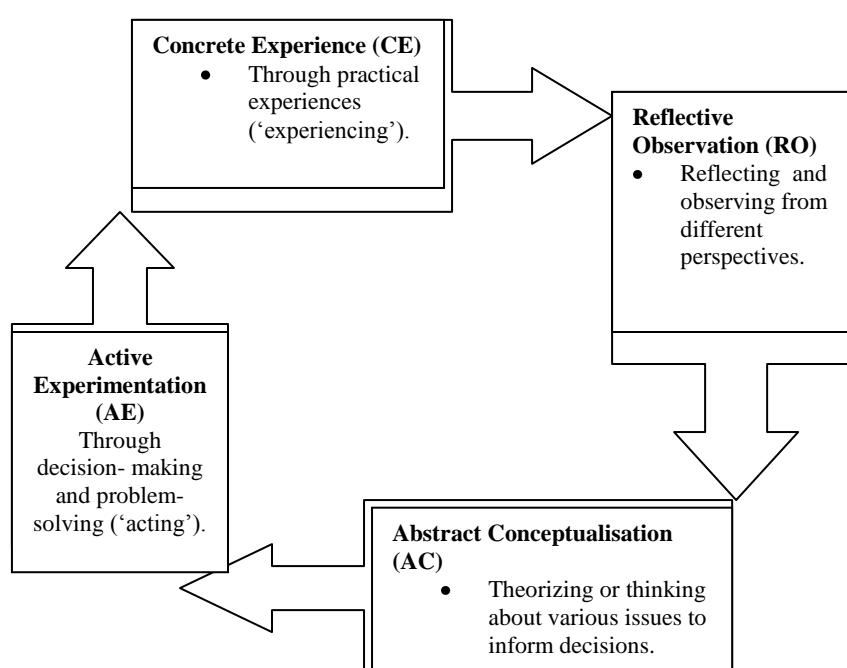 Concrete Experience (CE)
• Through practical
experiences
(‘experiencing’).
Reflective
Observation (RO)
• Reflecting and
observing from
different
perspectives.
Active
Experimentation
(AE)
Through
decision- making
and problem-
solving (‘acting’).
Abstract Conceptualisation
(AC)
• Theorizing or thinking
about various issues to
inform decisions.